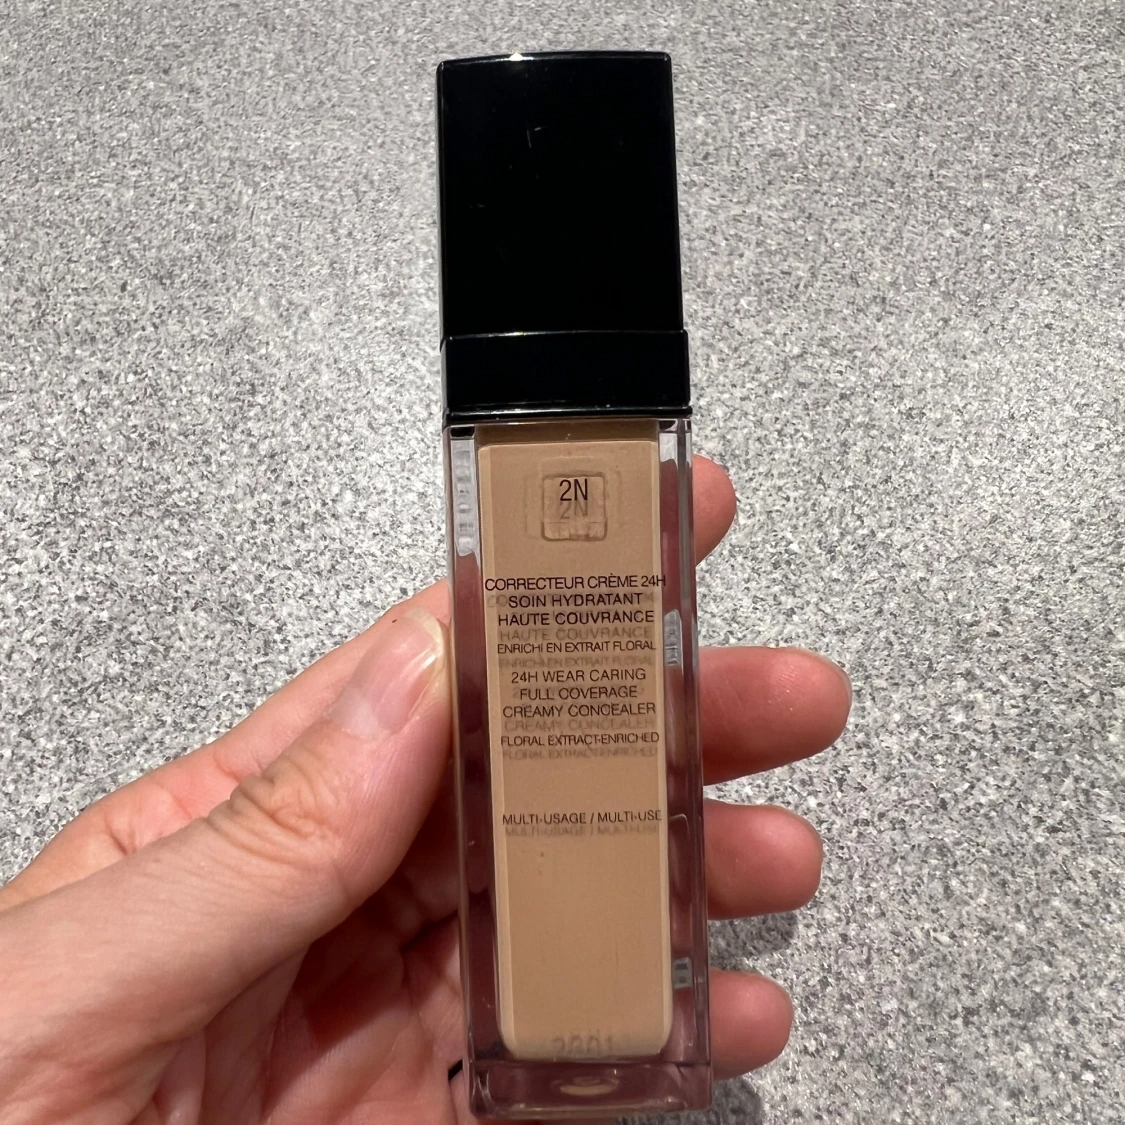 2N
CORRECTEUR CRÈME 24H
SOIN HYDRATANT
HAUTE COUVRANCE
ENRICHI EN EXTRAIT FLORAL
24H WEAR CARING
FULL COVERAGE
CREAMY CONCEALER
FLORAL EXTRACT-ENRICHED
MULTI-USAGE / MULTI-USE